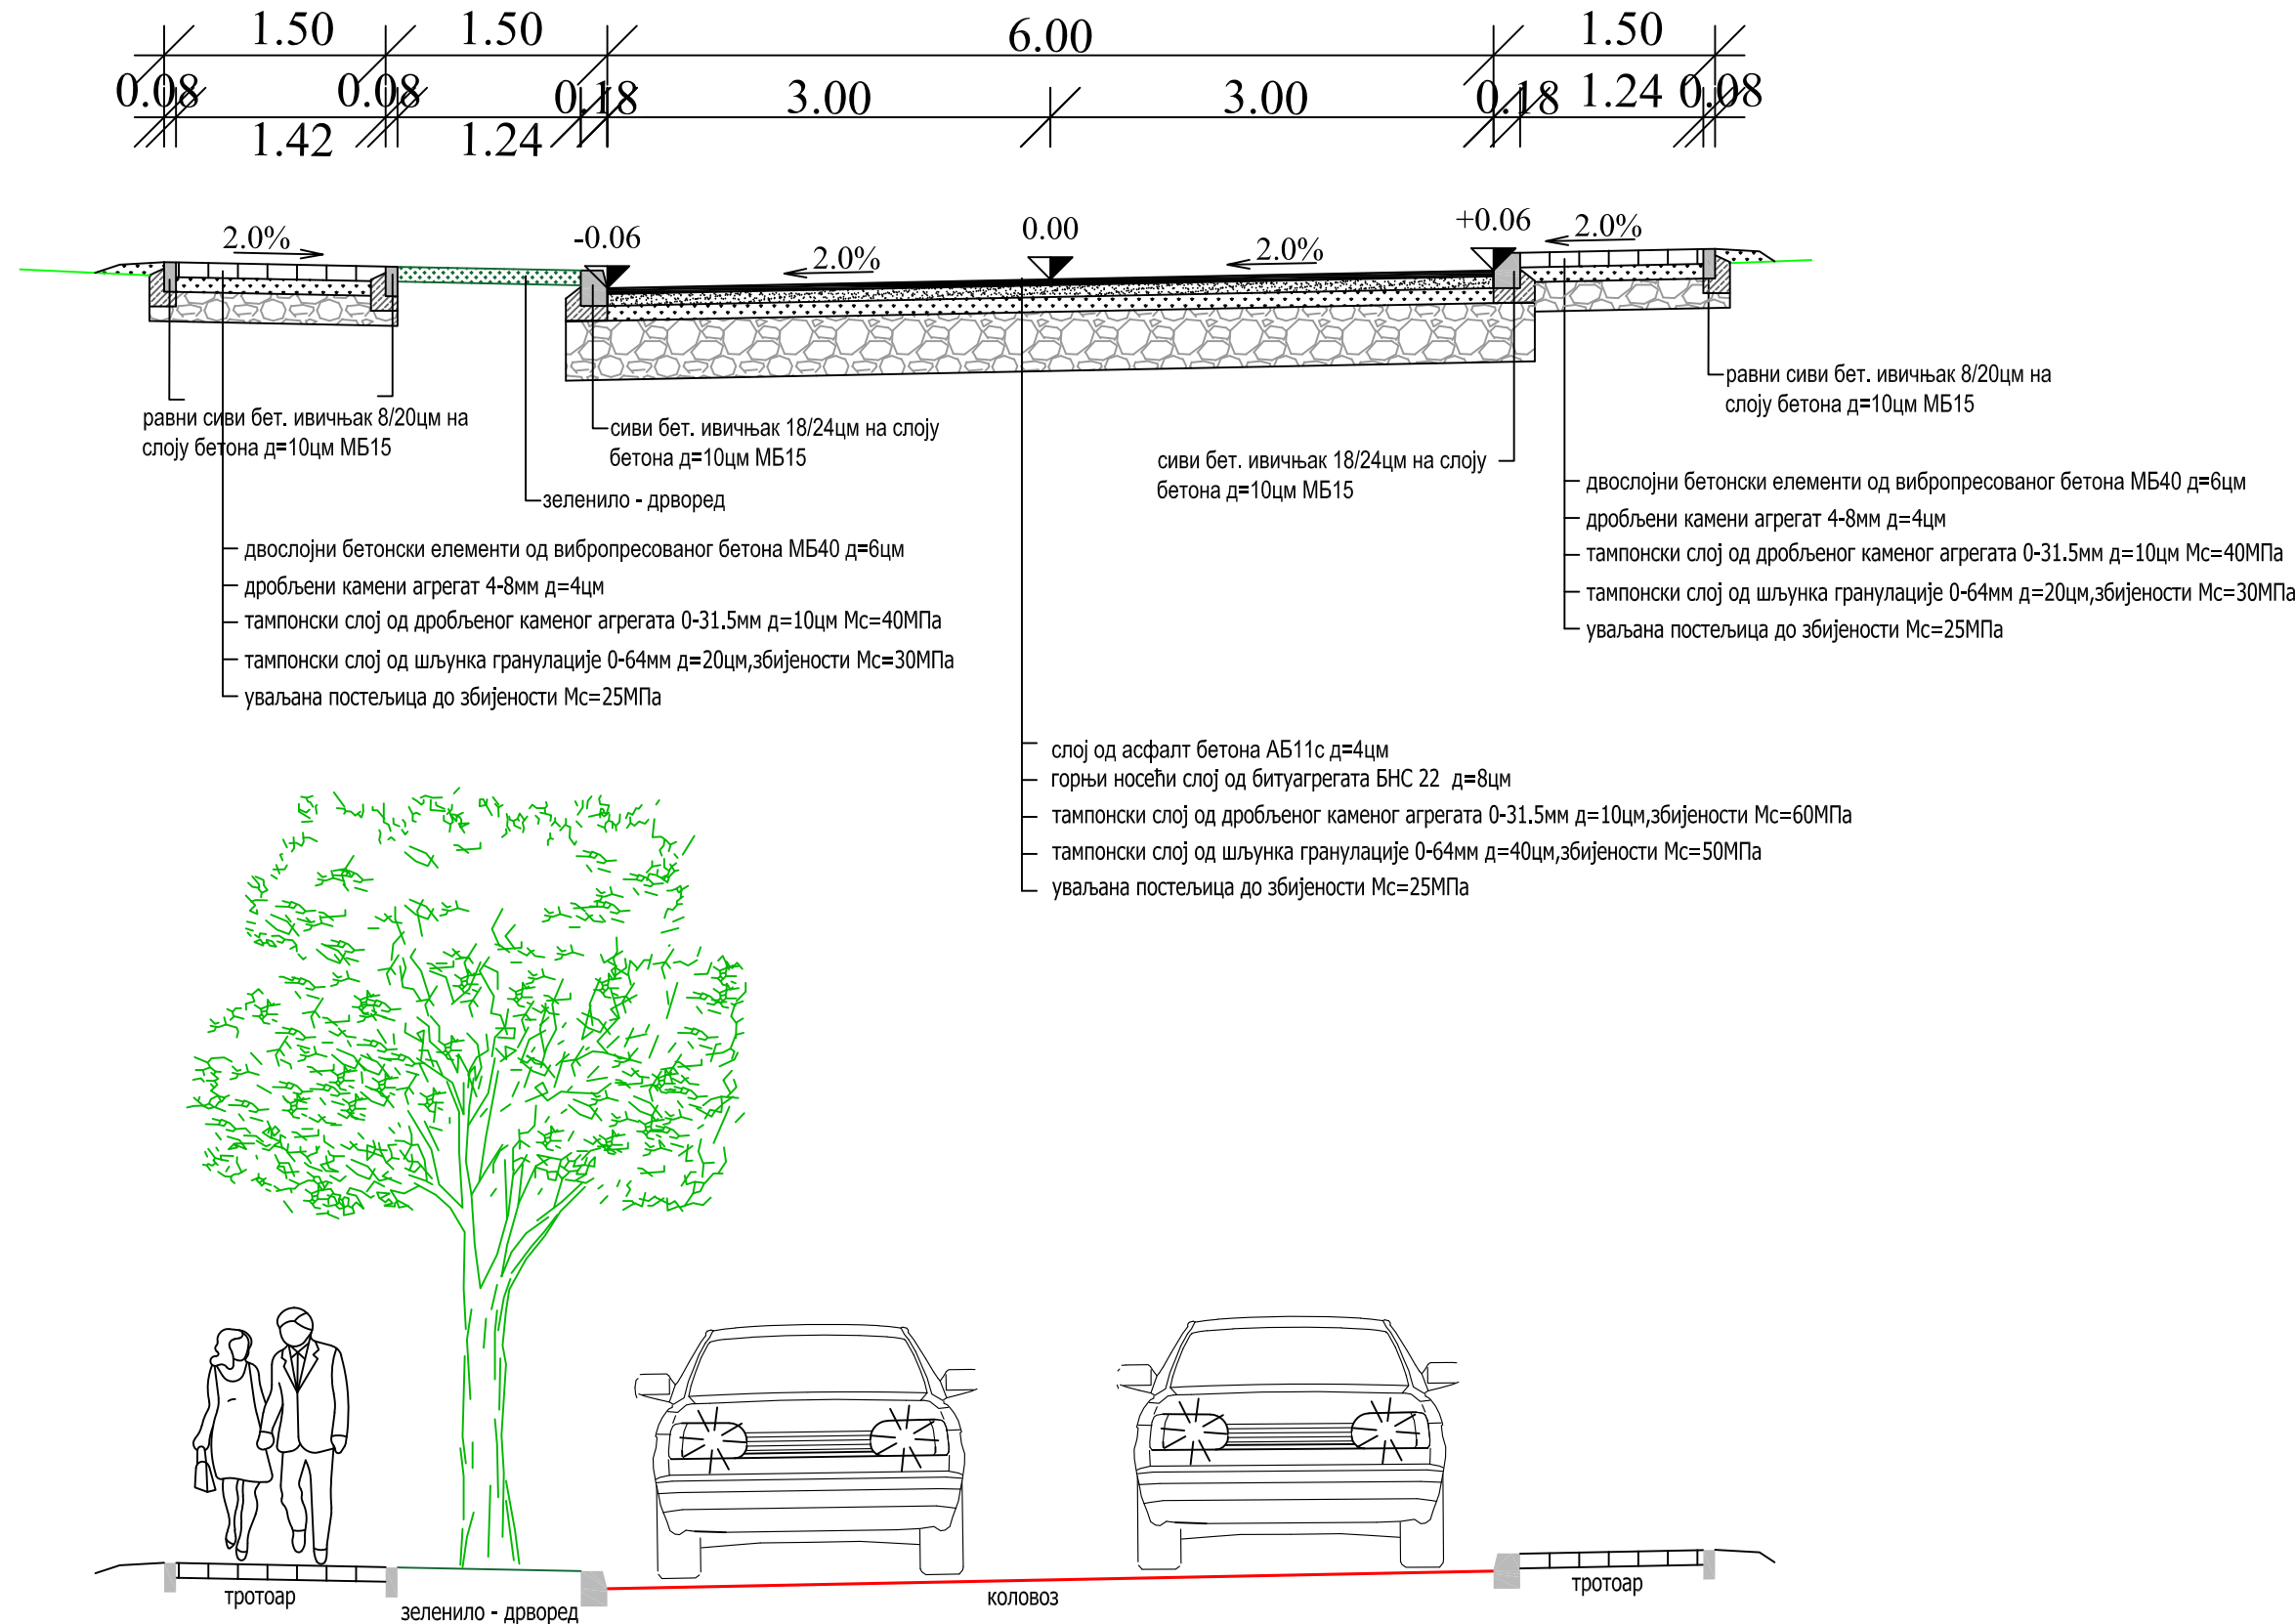 1.50 1.50 6.00 1.50
0.08 0.08 0.18 3.00 3.00 0.18 1.24 0.08
1.42 1.24
2.0% -0.06 2.0% 0.00 2.0% +0.06 2.0%
равни сиви бет. ивичњак 8/20цм на
слоју бетона д=10цм МБ15
сиви бет. ивичњак 18/24цм на слоју
бетона д=10цм МБ15
зеленило - дрворед
двослојни бетонски елементи од вибропресованог бетона МБ40 д=6цм
дробљени камени агрегат 4-8мм д=4цм
тампонски слој од дробљеног каменог агрегата 0-31.5мм д=10цм Мс=40МПа
тампонски слој од шљунка гранулације 0-64мм д=20цм,збијености Мс=30МПа
уваљана постељица до збијености Мс=25МПа
сиви бет. ивичњак 18/24цм на слоју
бетона д=10цм МБ15
равни сиви бет. ивичњак 8/20цм на
слоју бетона д=10цм МБ15
двослојни бетонски елементи од вибропресованог бетона МБ40 д=6цм
дробљени камени агрегат 4-8мм д=4цм
тампонски слој од дробљеног каменог агрегата 0-31.5мм д=10цм Мс=40МПа
тампонски слој од шљунка гранулације 0-64мм д=20цм,збијености Мс=30МПа
уваљана постељица до збијености Мс=25МПа
слој од асфалт бетона АБ11с д=4цм
горњи носећи слој од битуагрегата БНС 22 д=8цм
тампонски слој од дробљеног каменог агрегата 0-31.5мм д=10цм,збијености Мс=60МПа
тампонски слој од шљунка гранулације 0-64мм д=40цм,збијености Мс=50МПа
уваљана постељица до збијености Мс=25МПа
тротоар
зеленило - дрворед
коловоз
тротоар